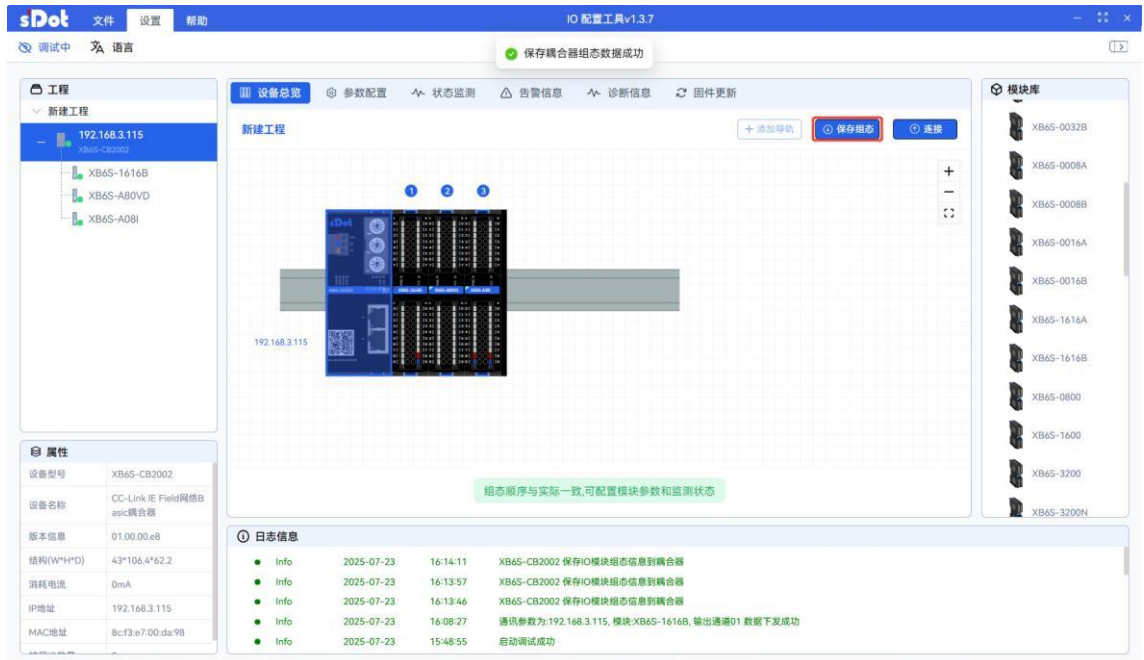 sDot 文件 设置 帮助 IO 配置工具v1.3.7
调试中 语言
保存耦合器组态数据成功
工程
新建工程
192.168.3.115
XB6S-CB2002
XB6S-1616B
XB6S-A80VD
XB6S-A08I
设备总览 参数配置 状态监测 告警信息 诊断信息 固件更新
新建工程 添加导轨 保存组态 连接
1 2 3
sDot
192.168.3.115
组态顺序与实际一致,可配置模块参数和监测状态
模块库
XB6S-0032B
XB6S-0008A
XB6S-0008B
XB6S-0016A
XB6S-0016B
XB6S-1616A
XB6S-1616B
XB6S-0800
XB6S-1600
XB6S-3200
XB6S-3200N
属性
设备型号 XB6S-CB2002
设备名称 CC-Link IE Field网络B
asic耦合器
版本信息 01.00.00.e8
结构(W*H*D) 43*106.4*62.2
消耗电流 0mA
IP地址 192.168.3.115
MAC地址 8c:f3:e7:00:da:98
日志信息
Info 2025-07-23 16:14:11 XB6S-CB2002 保存IO模块组态信息到耦合器
Info 2025-07-23 16:13:57 XB6S-CB2002 保存IO模块组态信息到耦合器
Info 2025-07-23 16:13:46 XB6S-CB2002 保存IO模块组态信息到耦合器
Info 2025-07-23 16:08:27 通讯参数为:192.168.3.115, 模块:XB6S-1616B, 输出通道01 数据下发成功
Info 2025-07-23 15:48:55 启动调试成功